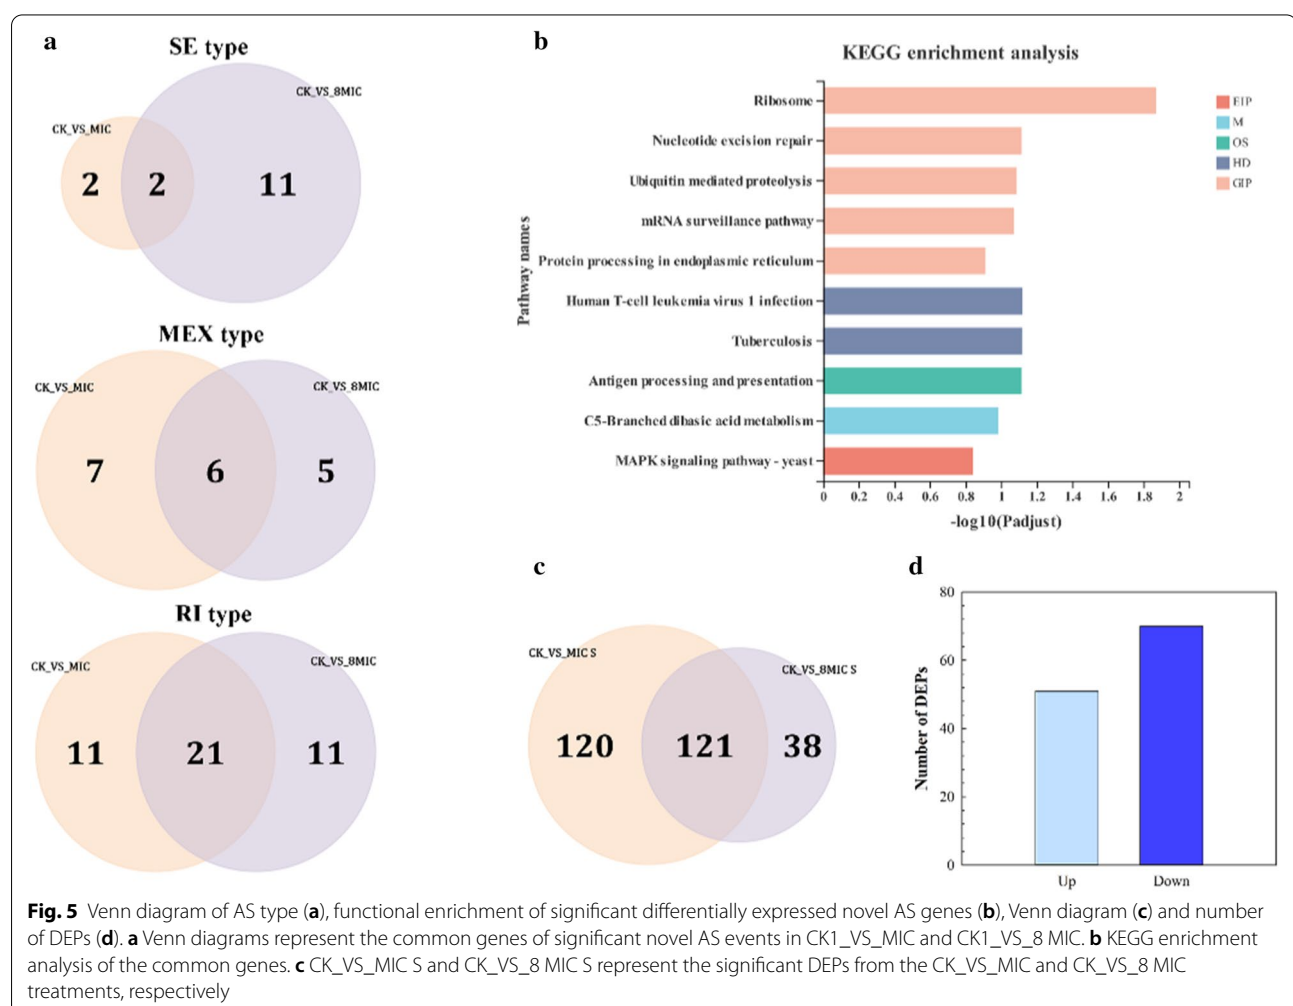 a
SE type
CK_VS_8MIC
CK_VS_MIC
2
2
11
MEX type
CK_VS_MIC
CK_VS_8MIC
7
6
5
RI type
CK_VS_MIC
CK_VS_8MIC
11
21
11
b
KEGG enrichment analysis
Pathway names
Ribosome
Nucleotide excision repair
Ubiquitin mediated proteolysis
mRNA surveillance pathway
Protein processing in endoplasmic reticulum
Human T-cell leukemia virus 1 infection
Tuberculosis
Antigen processing and presentation
C5-Branched dibasic acid metabolism
MAPK signaling pathway - yeast
0 0.2 0.4 0.6 0.8 1 1.2 1.4 1.6 1.8 2
-log10(Padjust)
EIP
M
OS
HD
GIP
c
CK_VS_MIC S
CK_VS_8MIC S
120
121
38
d
Number of DEPs
80
60
40
20
0
Up Down
Fig. 5 Venn diagram of AS type (a), functional enrichment of significant differentially expressed novel AS genes (b), Venn diagram (c) and number
of DEPs (d). a Venn diagrams represent the common genes of significant novel AS events in CK1_VS_MIC and CK1_VS_8 MIC. b KEGG enrichment
analysis of the common genes. c CK_VS_MIC S and CK_VS_8 MIC S represent the significant DEPs from the CK_VS_MIC and CK_VS_8 MIC
treatments, respectively